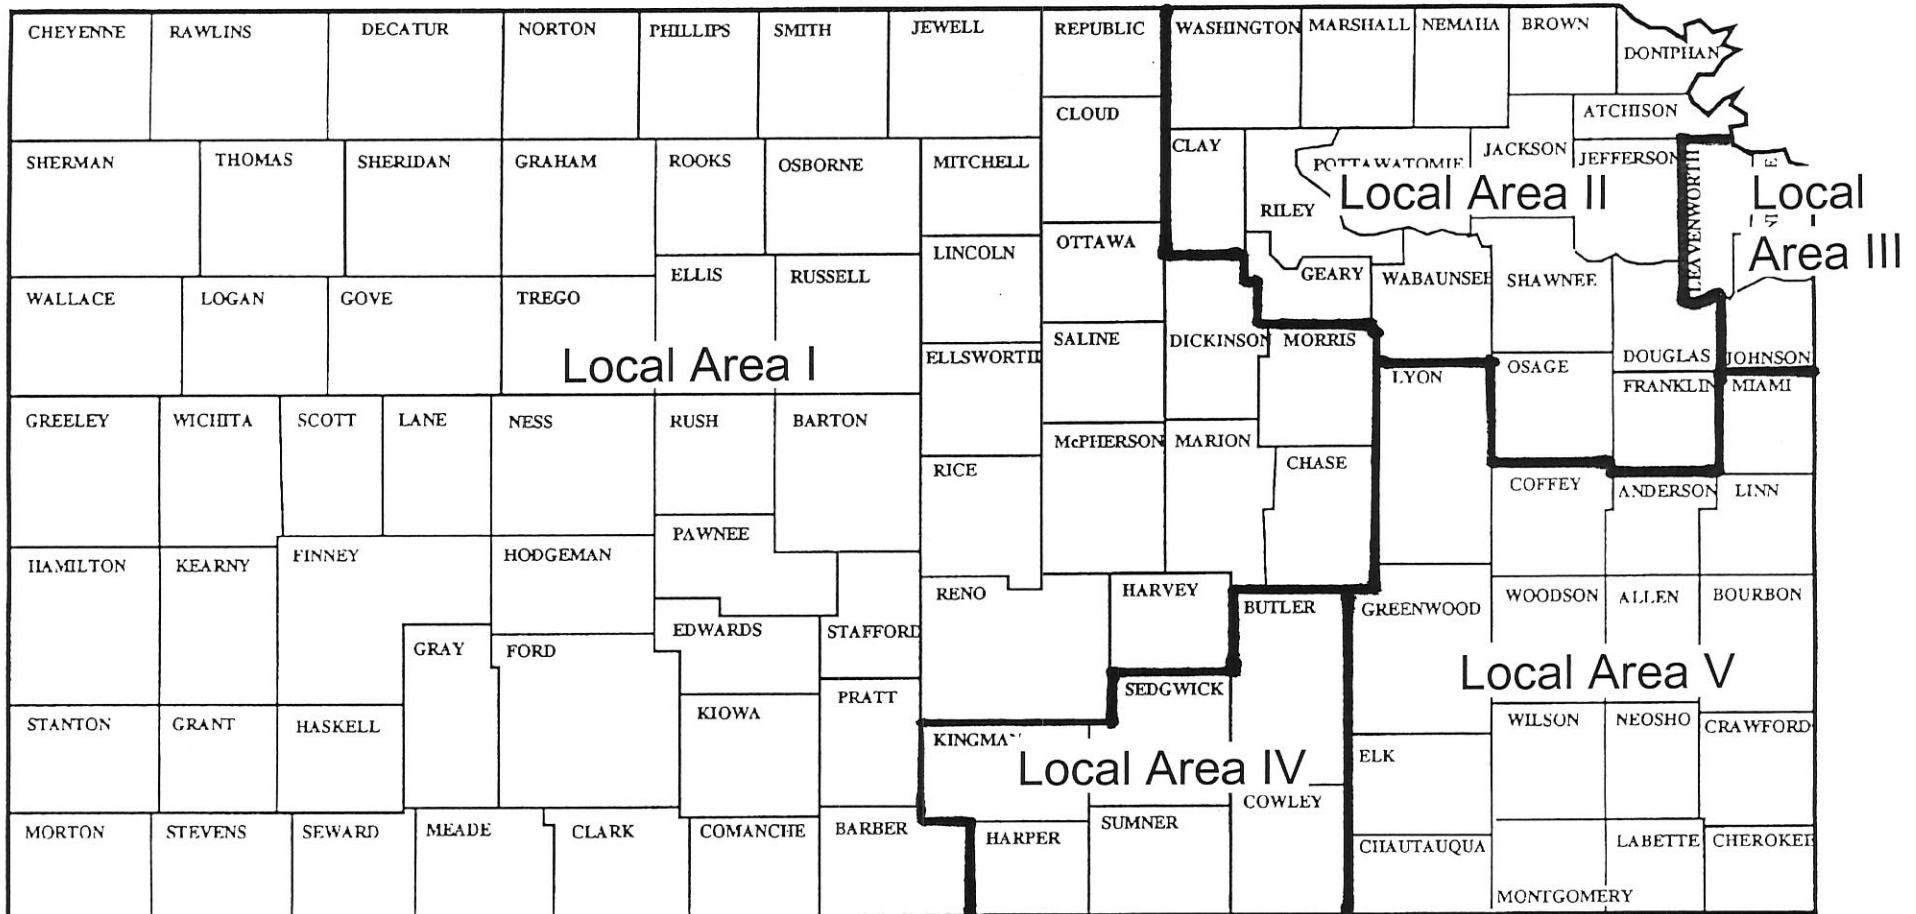 CHEYENNE RAWLINS DECATUR NORTON PHILLIPS SMITH JEWELL REPUBLIC WASHINGTON MARSHALL NEMAHA BROWN
DONIPHAN
CLOUD ATCHISON
SHERMAN THOMAS SHERIDAN GRAHAM ROOKS OSBORNE MITCHELL CLAY POTTAWATOMIE JACKSON JEFFERSON
LEAVENWORTH
Local Area II
Local
Area III
RILEY
OTTAWA
LINCOLN
WALLACE LOGAN GOVE TREGO ELLIS RUSSELL GEARY WABAUNSEE SHAWNEE
Local Area I
ELLSWORTH SALINE DICKINSON MORRIS LYON OSAGE DOUGLAS JOHNSON
FRANKLIN MIAMI
GREELEY WICHITA SCOTT LANE NESS RUSH BARTON
McPHERSON MARION
RICE CHASE COFFEY ANDERSON LINN
PAWNEE
HAMILTON KEARNY FINNEY HODGEMAN
RENO HARVEY BUTLER GREENWOOD WOODSON ALLEN BOURBON
EDWARDS STAFFORD
GRAY FORD
Local Area V
SEDGWICK
PRATT
KIOWA
STANTON GRANT HASKELL KINGMA WILSON NEOSHO CRAWFORD
Local Area IV
ELK
COWLEY
MORTON STEVENS SEWARD MEADE CLARK COMANCHE BARBER HARPER SUMNER
CHAUTAUQUA LABETTE CHEROKEE
MONTGOMERY